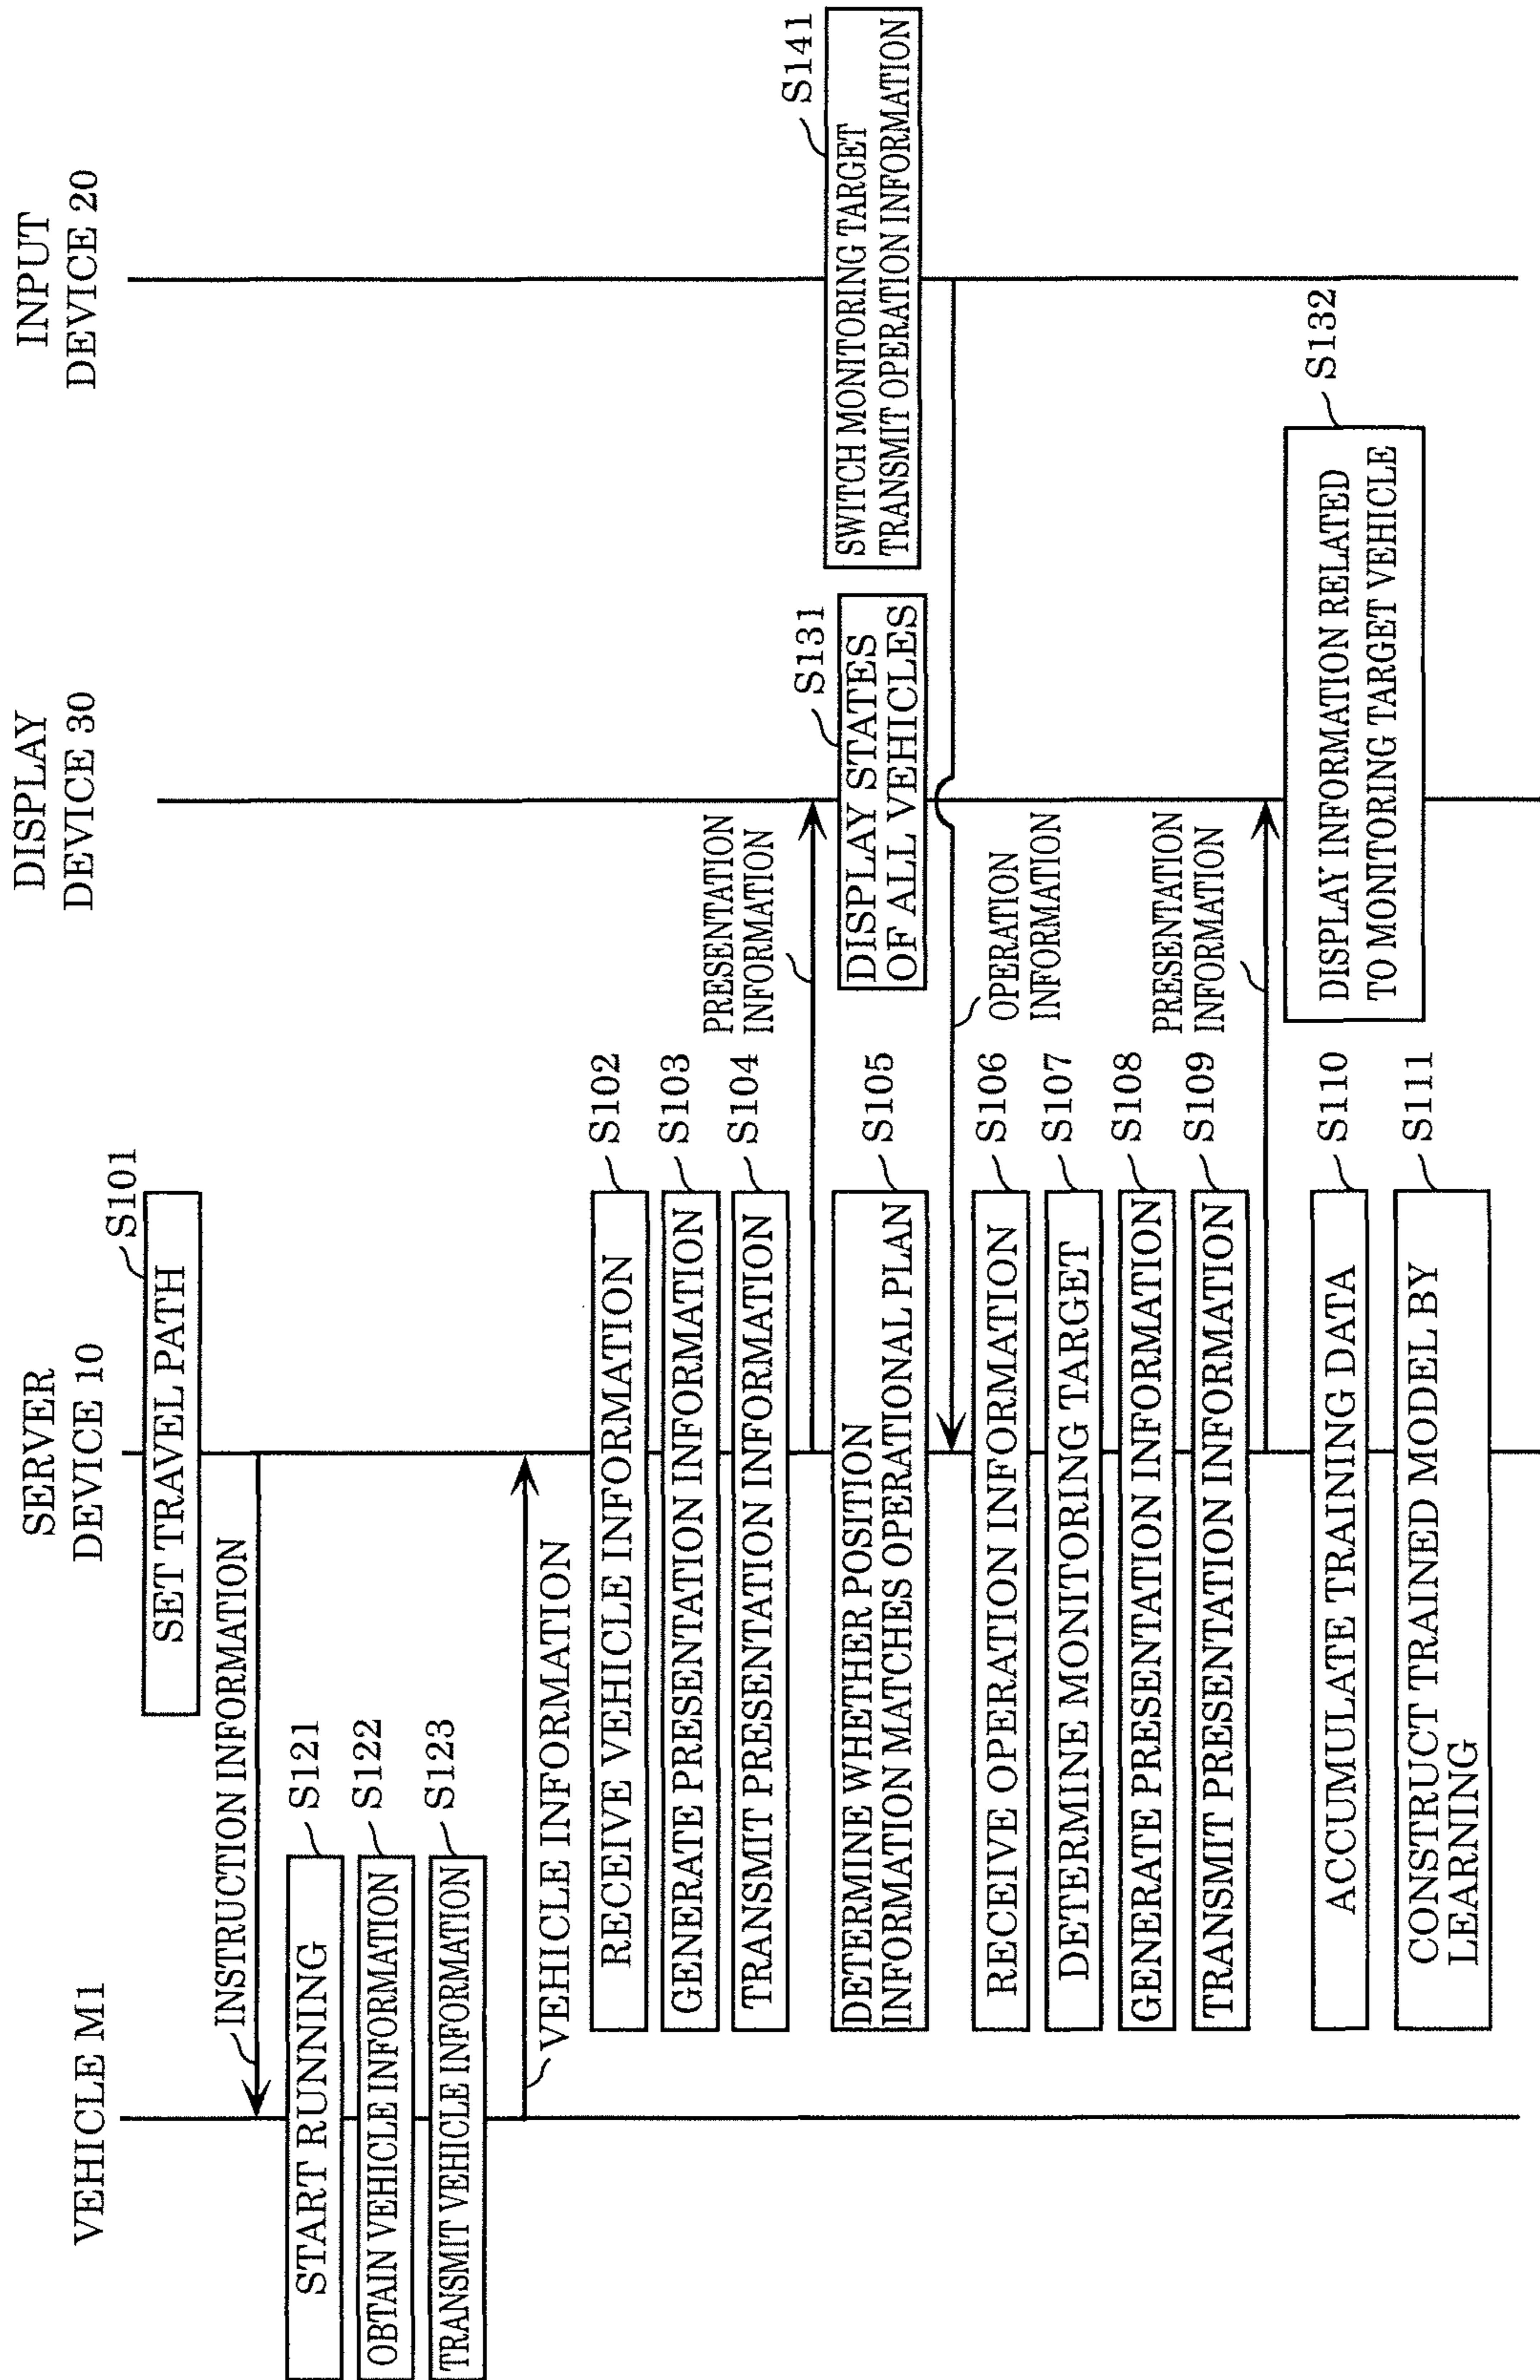 VEHICLE M1
SERVER
DEVICE 10
DISPLAY
DEVICE 30
INPUT
DEVICE 20
SET TRAVEL PATH
S101
INSTRUCTION INFORMATION
START RUNNING
S121
OBTAIN VEHICLE INFORMATION
S122
TRANSMIT VEHICLE INFORMATION
S123
VEHICLE INFORMATION
RECEIVE VEHICLE INFORMATION
S102
GENERATE PRESENTATION INFORMATION
S103
TRANSMIT PRESENTATION INFORMATION
S104
PRESENTATION
INFORMATION
DETERMINE WHETHER POSITION
INFORMATION MATCHES OPERATIONAL PLAN
S105
DISPLAY STATES
OF ALL VEHICLES
S131
SWITCH MONITORING TARGET
TRANSMIT OPERATION INFORMATION
S141
OPERATION
INFORMATION
RECEIVE OPERATION INFORMATION
S106
DETERMINE MONITORING TARGET
S107
GENERATE PRESENTATION INFORMATION
S108
TRANSMIT PRESENTATION INFORMATION
S109
PRESENTATION
INFORMATION
DISPLAY INFORMATION RELATED
TO MONITORING TARGET VEHICLE
S132
ACCUMULATE TRAINING DATA
S110
CONSTRUCT TRAINED MODEL BY
LEARNING
S111